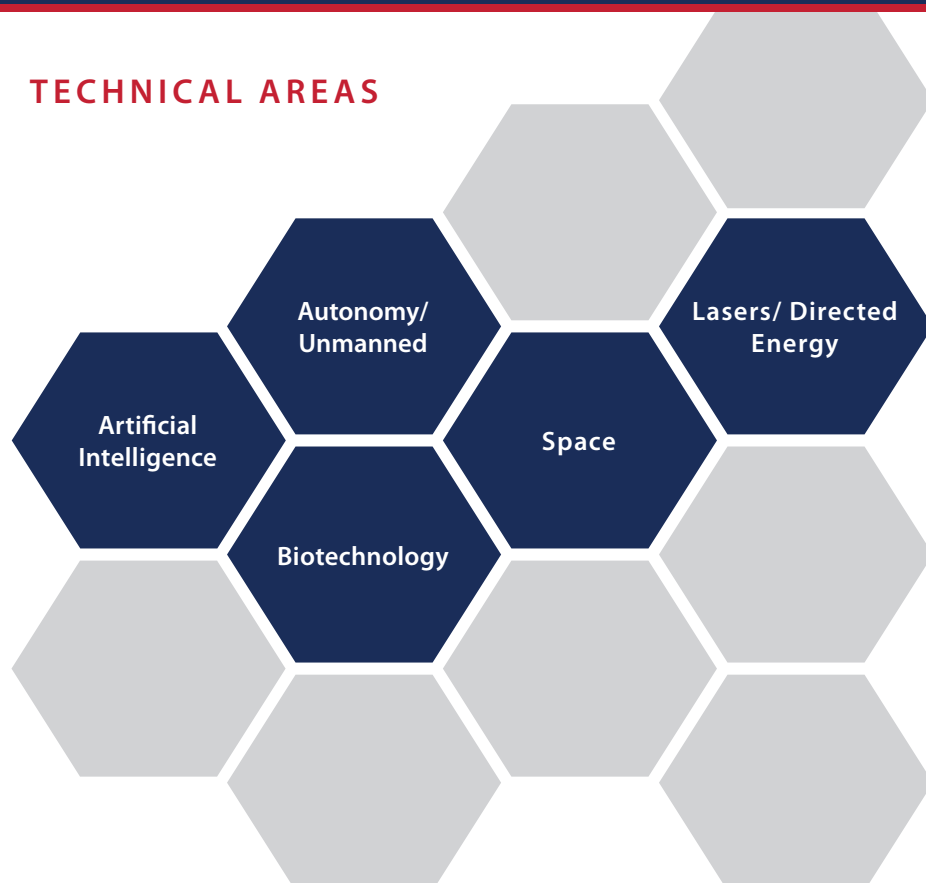 TECHNICAL AREAS
Autonomy/
Unmanned
Lasers/ Directed
Energy
Artificial
Intelligence
Space
Biotechnology